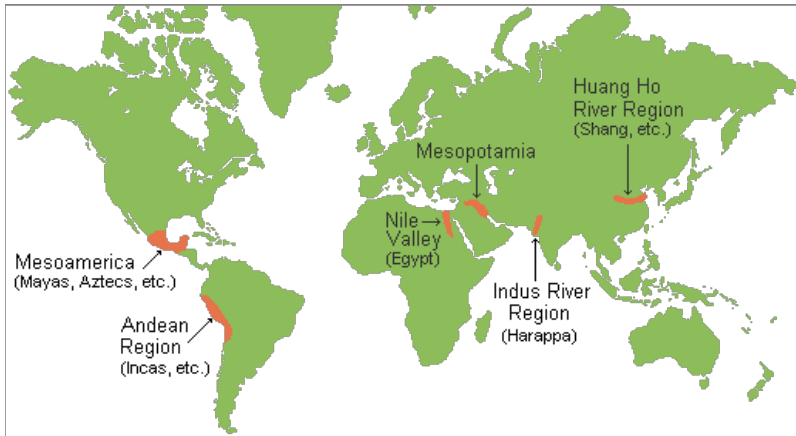 Huang Ho
River Region
(Shang, etc.)
Mesopotamia
Nile
Valley
(Egypt)
Mesoamerica
(Mayas, Aztecs, etc.)
Indus River
Region
(Harappa)
Andean
Region
(Incas, etc.)